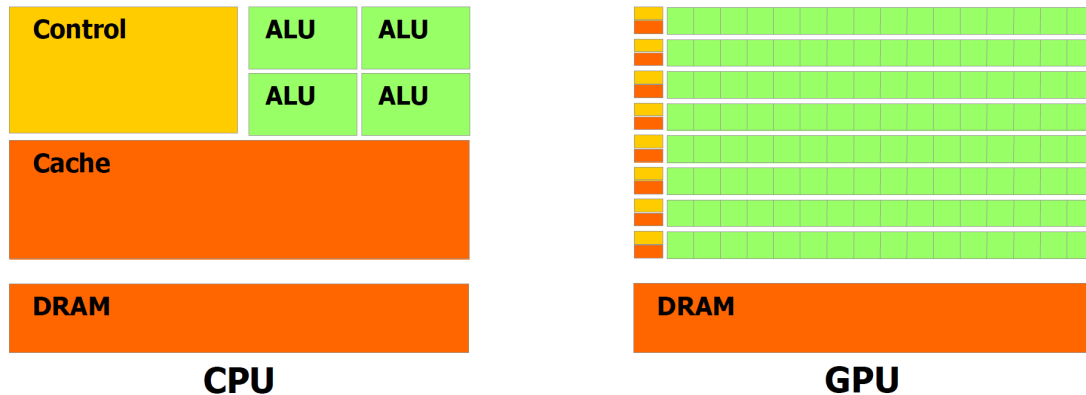 Control
ALU ALU
ALU ALU
Cache
DRAM
CPU
DRAM
GPU